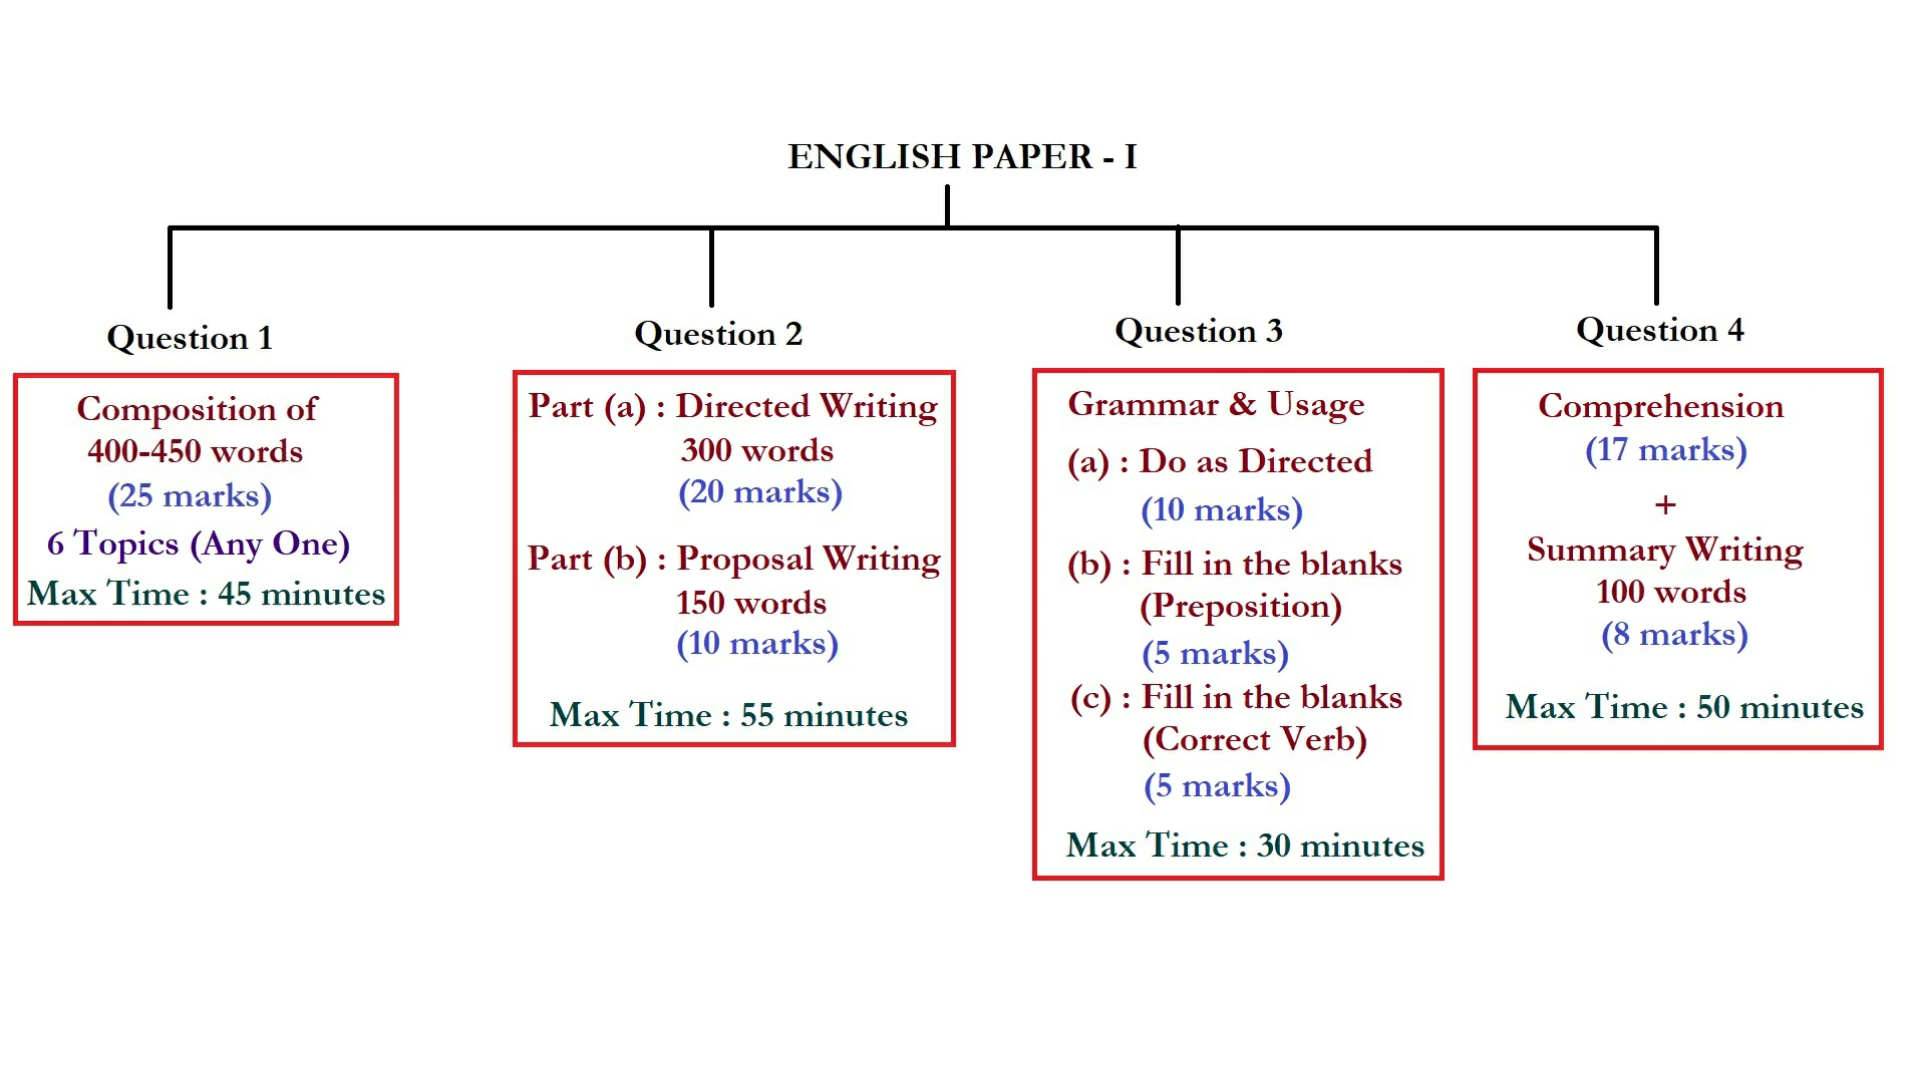 ENGLISH PAPER - I
Question 1
Composition of
400-450 words
(25 marks)
6 Topics (Any One)
Max Time : 45 minutes
Question 2
Part (a) : Directed Writing
300 words
(20 marks)
Part (b) : Proposal Writing
150 words
(10 marks)
Max Time : 55 minutes
Question 3
Grammar & Usage
(a) : Do as Directed
(10 marks)
(b) : Fill in the blanks
(Preposition)
(5 marks)
(c) : Fill in the blanks
(Correct Verb)
(5 marks)
Max Time : 30 minutes
Question 4
Comprehension
(17 marks)
+
Summary Writing
100 words
(8 marks)
Max Time : 50 minutes